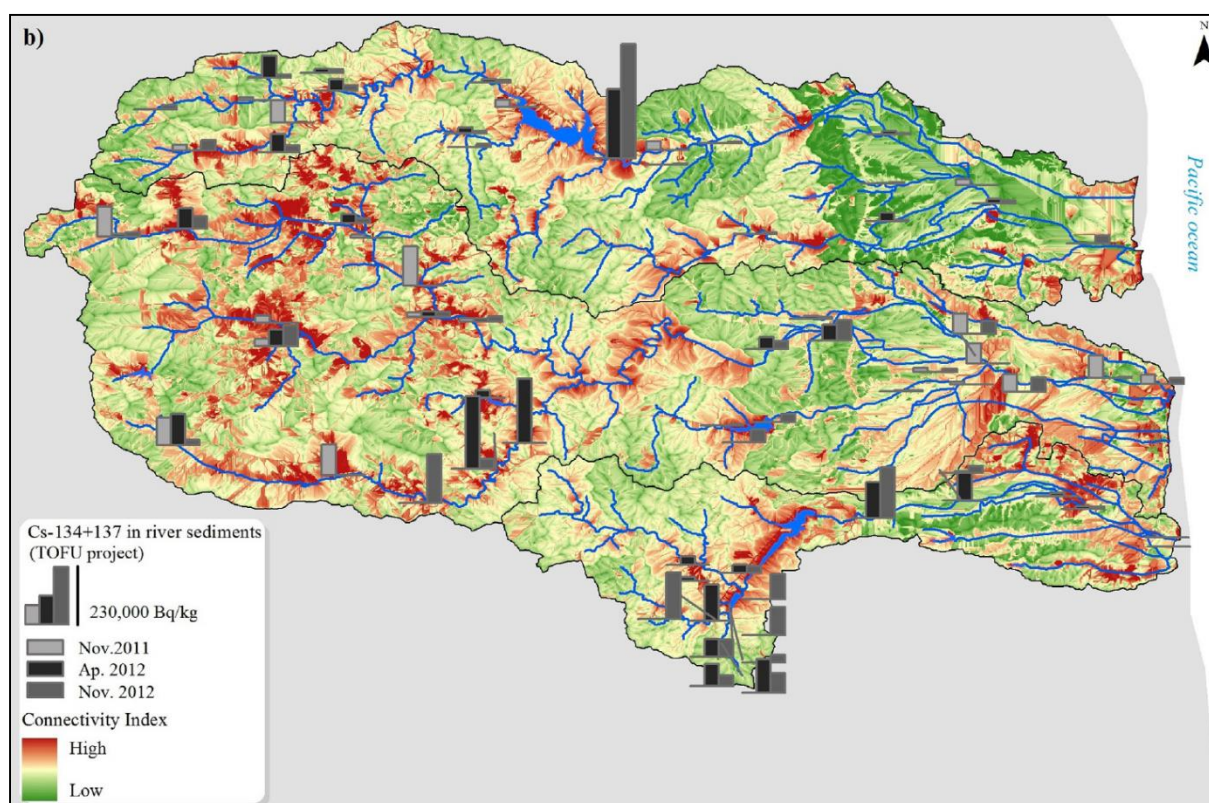 b)
N
Pacific ocean
Cs-134+137 in river sediments
(TOFU project)
230,000 Bq/kg
Nov.2011
Ap. 2012
Nov. 2012
Connectivity Index
High
Low